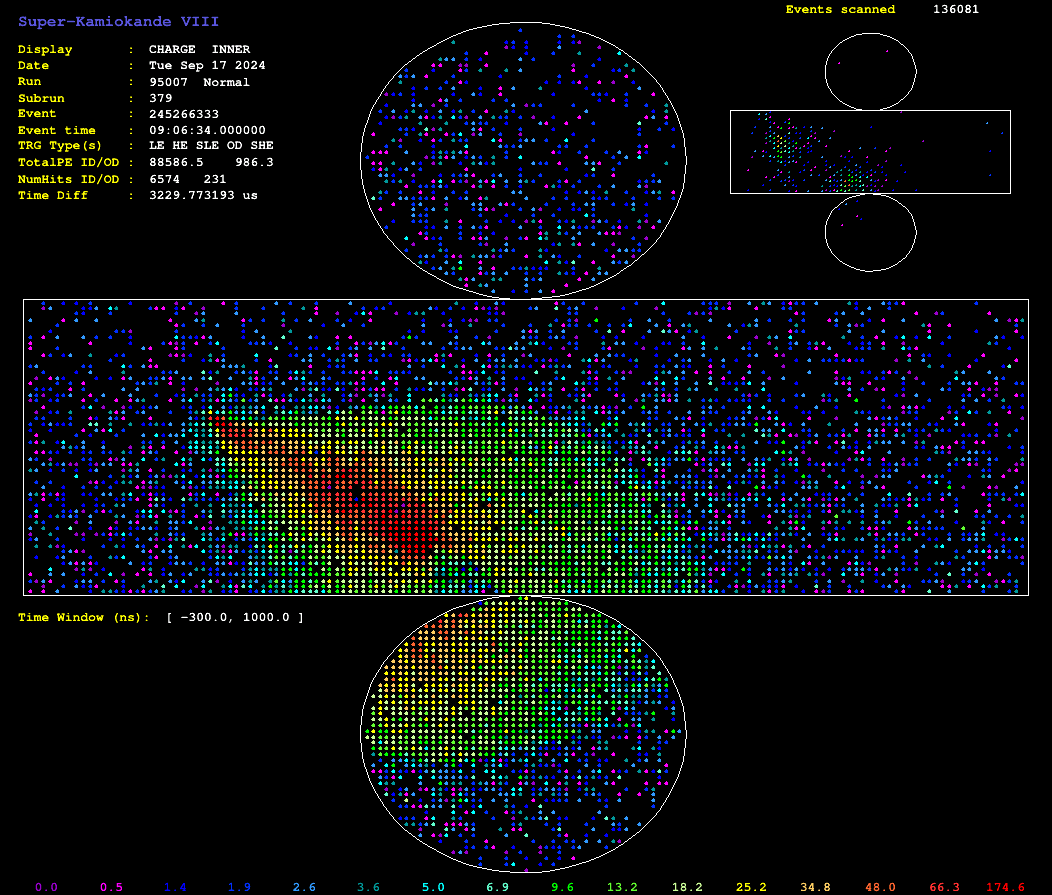 Super-Kamiokande VIII
Events scanned 136081
Display : CHARGE INNER
Date : Tue Sep 17 2024
Run : 95007 Normal
Subrun : 379
Event : 245266333
Event time : 09:06:34.000000
TRG Type(s) : LE HE SLE OD SHE
TotalPE ID/OD : 88586.5 986.3
NumHits ID/OD : 6574 231
Time Diff : 3229.773193 us
Time Window (ns): [ -300.0, 1000.0 ]
0.0 0.5 1.4 1.9 2.6 3.6 5.0 6.9 9.6 13.2 18.2 25.2 34.8 48.0 66.3 174.6